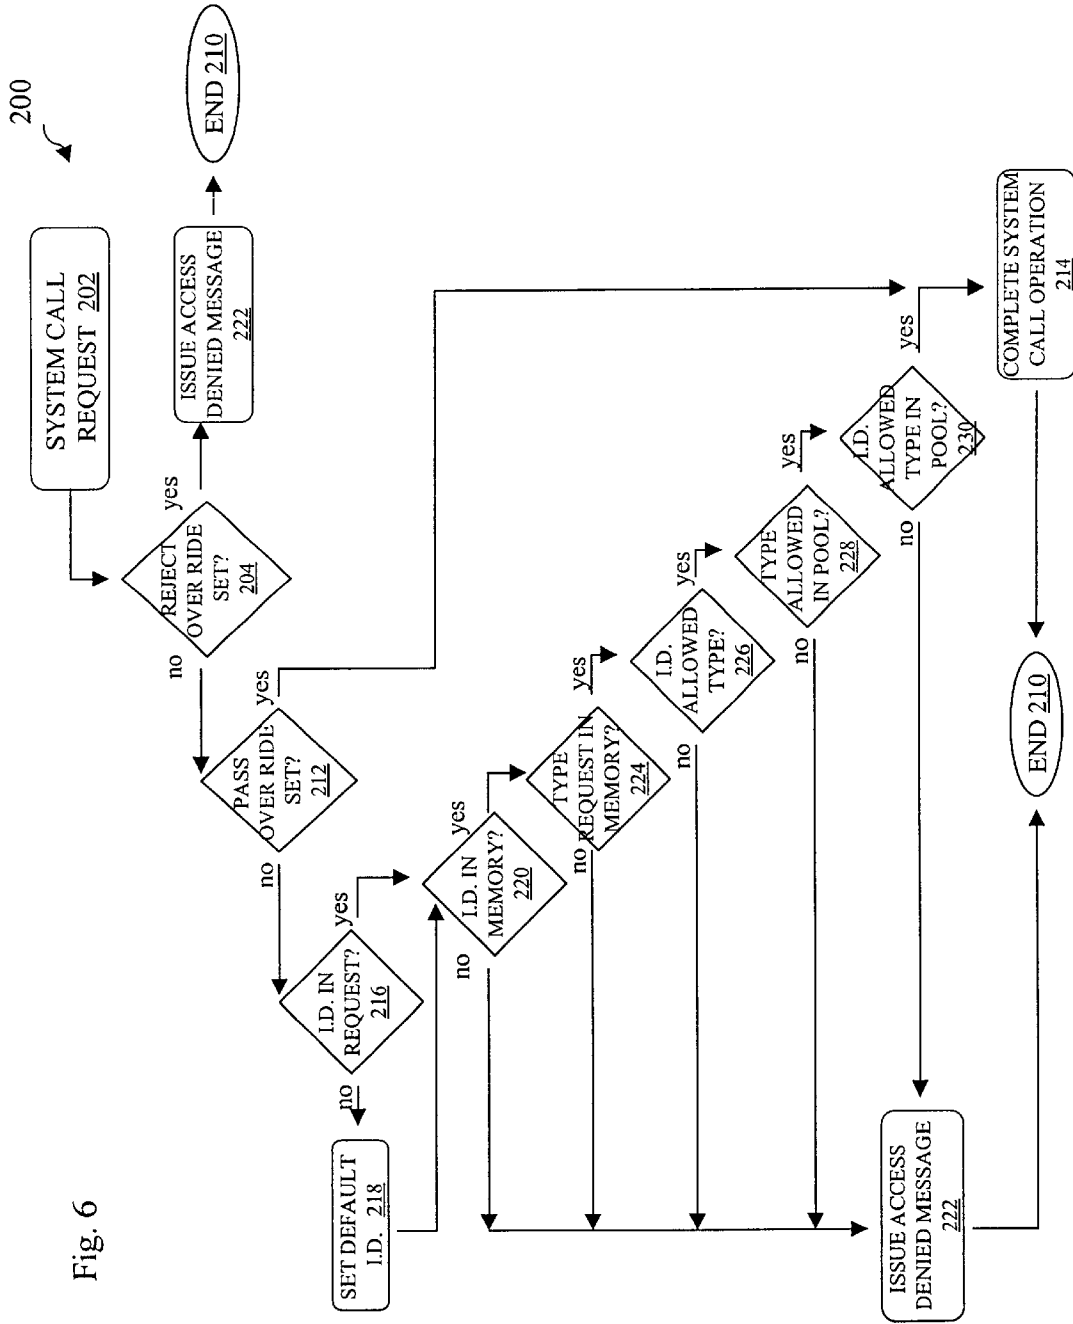 Fig. 6
200
SYSTEM CALL
REQUEST 202
REJECT
OVER RIDE
SET?
204
yes
no
ISSUE ACCESS
DENIED MESSAGE
222
END 210
PASS
OVER RIDE
SET?
212
yes
no
I.D. IN
REQUEST?
216
yes
no
SET DEFAULT
I.D. 218
I.D. IN
MEMORY?
220
yes
no
TYPE
REQUEST IN
MEMORY?
224
yes
no
I.D.
ALLOWED
TYPE?
226
yes
no
TYPE
ALLOWED
IN POOL?
228
yes
no
I.D.
ALLOWED
TYPE IN
POOL?
230
yes
no
COMPLETE SYSTEM
CALL OPERATION
214
ISSUE ACCESS
DENIED MESSAGE
222
END 210